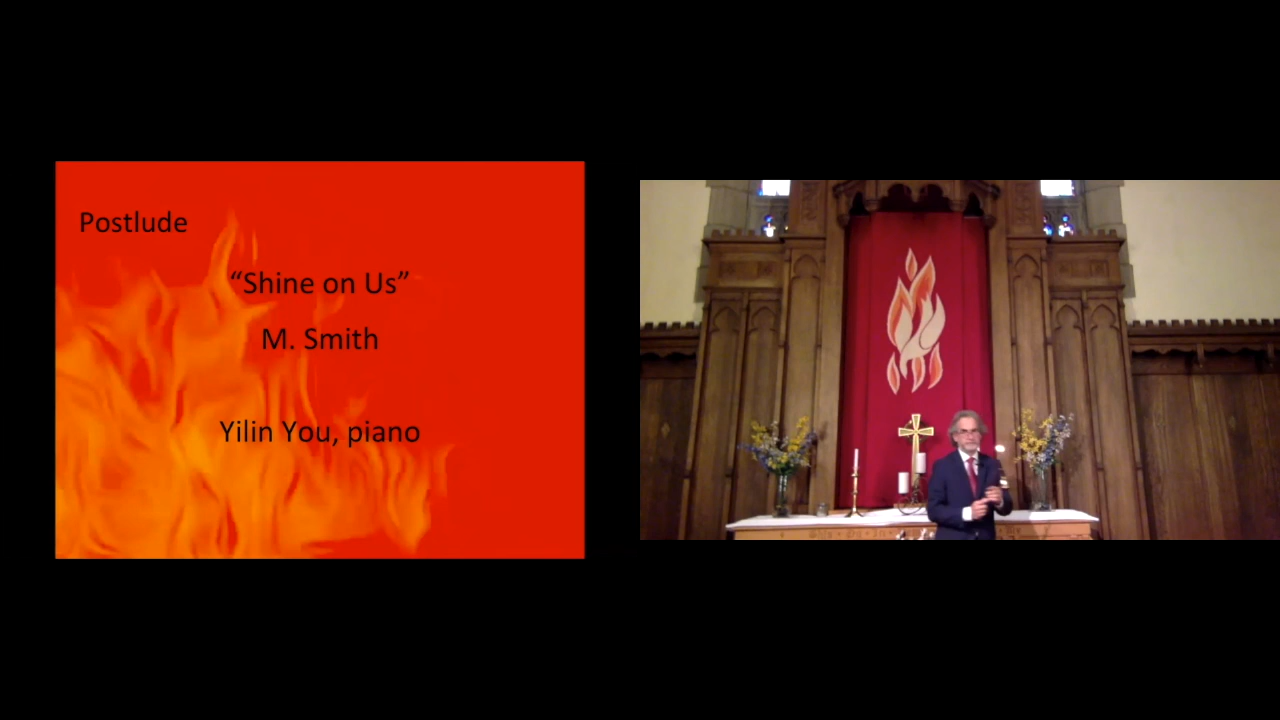 Postlude
“Shine on Us”
M. Smith
Yilin You, piano